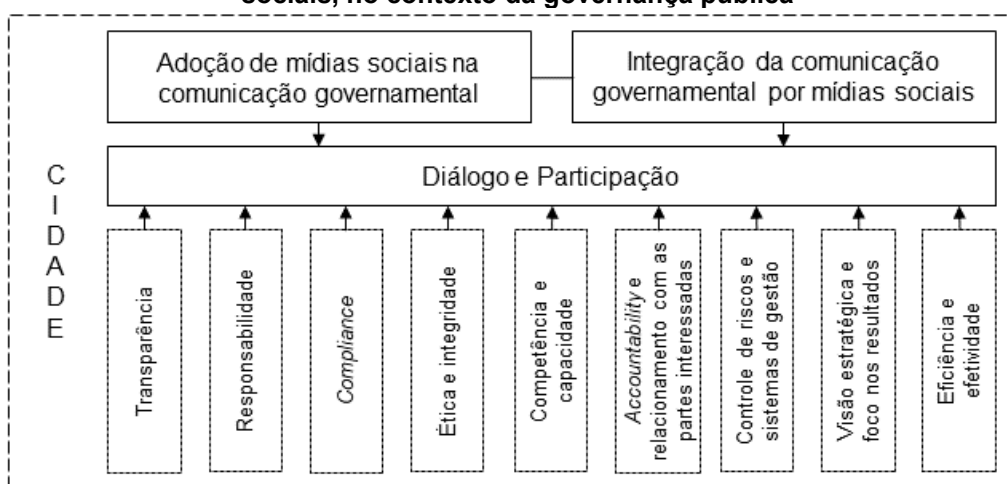 sociais, no contexto da governança pública
Adoção de mídias sociais na
comunicação governamental
Integração da comunicação
governamental por mídias sociais
C
I
D
A
D
E
Diálogo e Participação
Transparência
Responsabilidade
Compliance
Ética e integridade
Competência e
capacidade
Accountability e
relacionamento com as
partes interessadas
Controle de riscos e
sistemas de gestão
Visão estratégica e
foco nos resultados
Eficiência e
efetividade